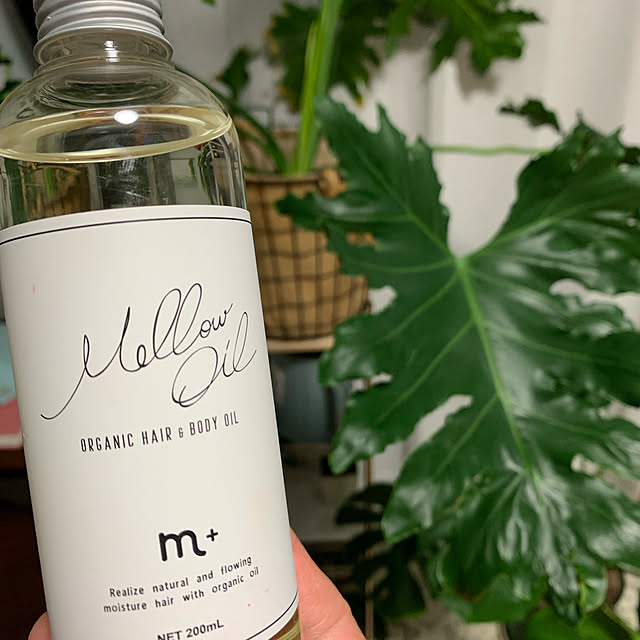 Mellow
Oil
ORGANIC HAIR & BODY OIL
m+
Realize natural and flowing
moisture hair with organic oil
NET 200mL